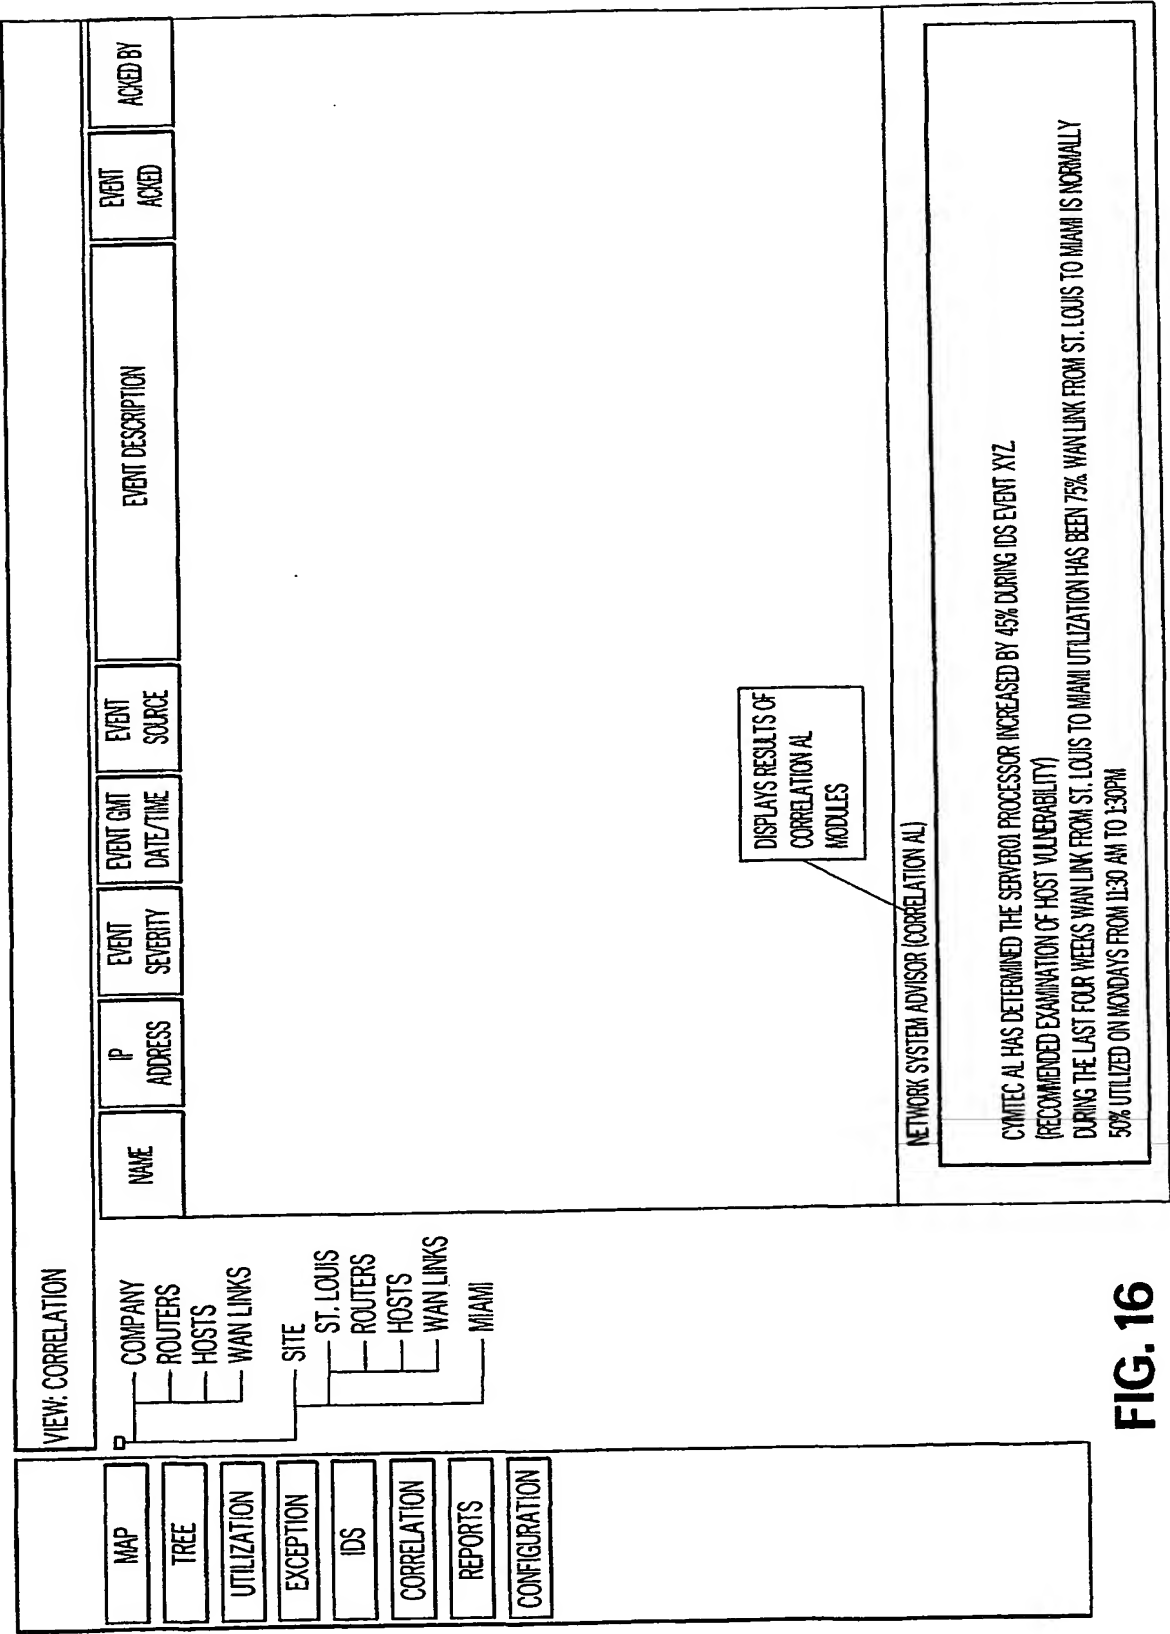 VIEW: CORRELATION
MAP
TREE
UTILIZATION
EXCEPTION
IDS
CORRELATION
REPORTS
CONFIGURATION
COMPANY
ROUTERS
HOSTS
WAN LINKS
SITE
ST. LOUIS
ROUTERS
HOSTS
WAN LINKS
MIAMI
NAME
IP
ADDRESS
EVENT
SEVERITY
EVENT GMT
DATE/TIME
EVENT
SOURCE
EVENT DESCRIPTION
EVENT
ACKED
ACKED BY
DISPLAYS RESULTS OF
CORRELATION AL
MODULES
NETWORK SYSTEM ADVISOR (CORRELATION AL)
CYMTEC AL HAS DETERMINED THE SERVER01 PROCESSOR INCREASED BY 45% DURING IDS EVENT XYZ.
(RECOMMENDED EXAMINATION OF HOST VULNERABILITY)
DURING THE LAST FOUR WEEKS WAN LINK FROM ST. LOUIS TO MIAMI UTILIZATION HAS BEEN 75%. WAN LINK FROM ST. LOUIS TO MIAMI IS NORMALLY
50% UTILIZED ON MONDAYS FROM 11:30 AM TO 1:30PM
FIG. 16